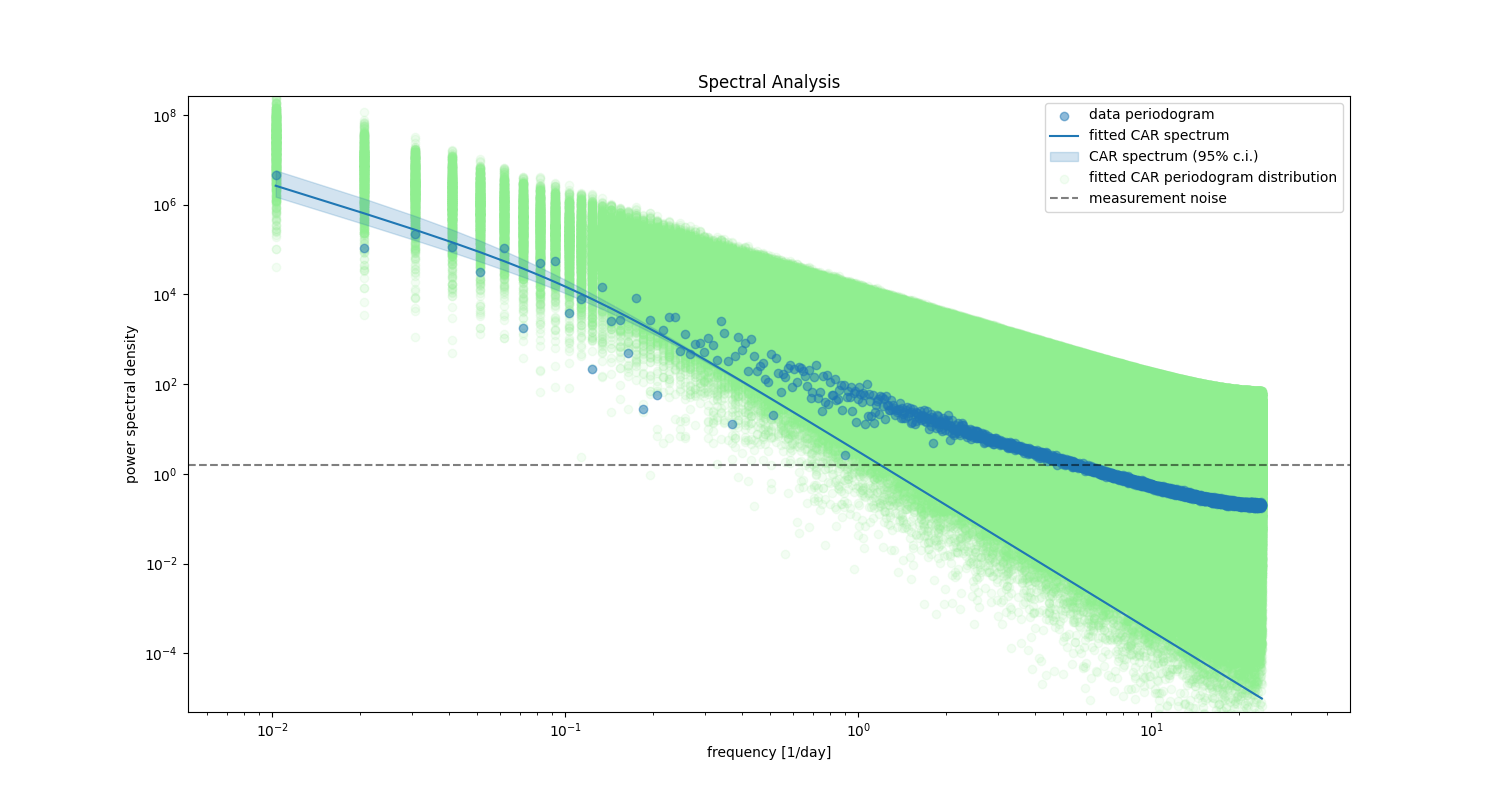 Spectral Analysis
data periodogram
fitted CAR spectrum
CAR spectrum (95% c.i.)
fitted CAR periodogram distribution
measurement noise
power spectral density
10⁸
10⁶
10⁴
10²
10⁰
10⁻²
10⁻⁴
10⁻² 10⁻¹ 10⁰ 10¹
frequency [1/day]